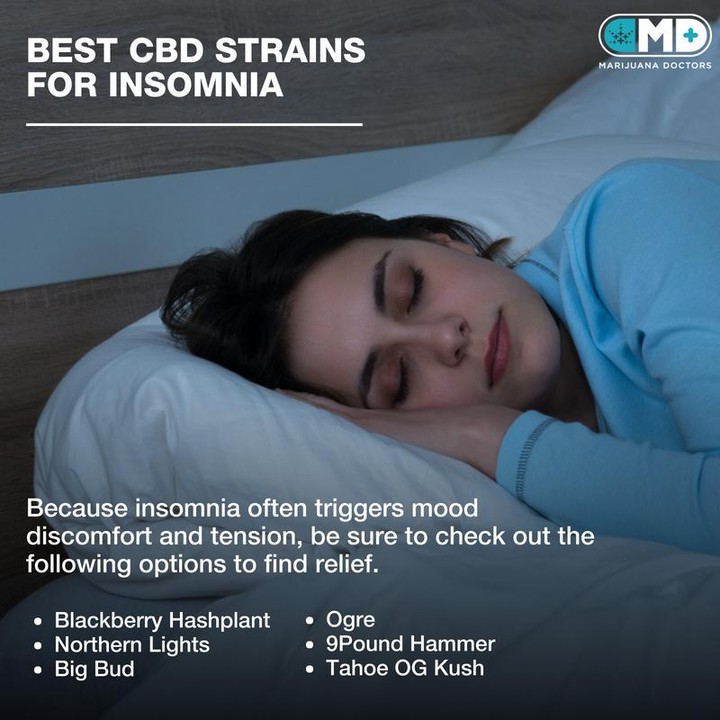 BEST CBD STRAINS
FOR INSOMNIA
MD
MARIJUANA DOCTORS
Because insomnia often triggers mood
discomfort and tension, be sure to check out the
following options to find relief.
• Blackberry Hashplant
• Northern Lights
• Big Bud
• Ogre
• 9Pound Hammer
• Tahoe OG Kush